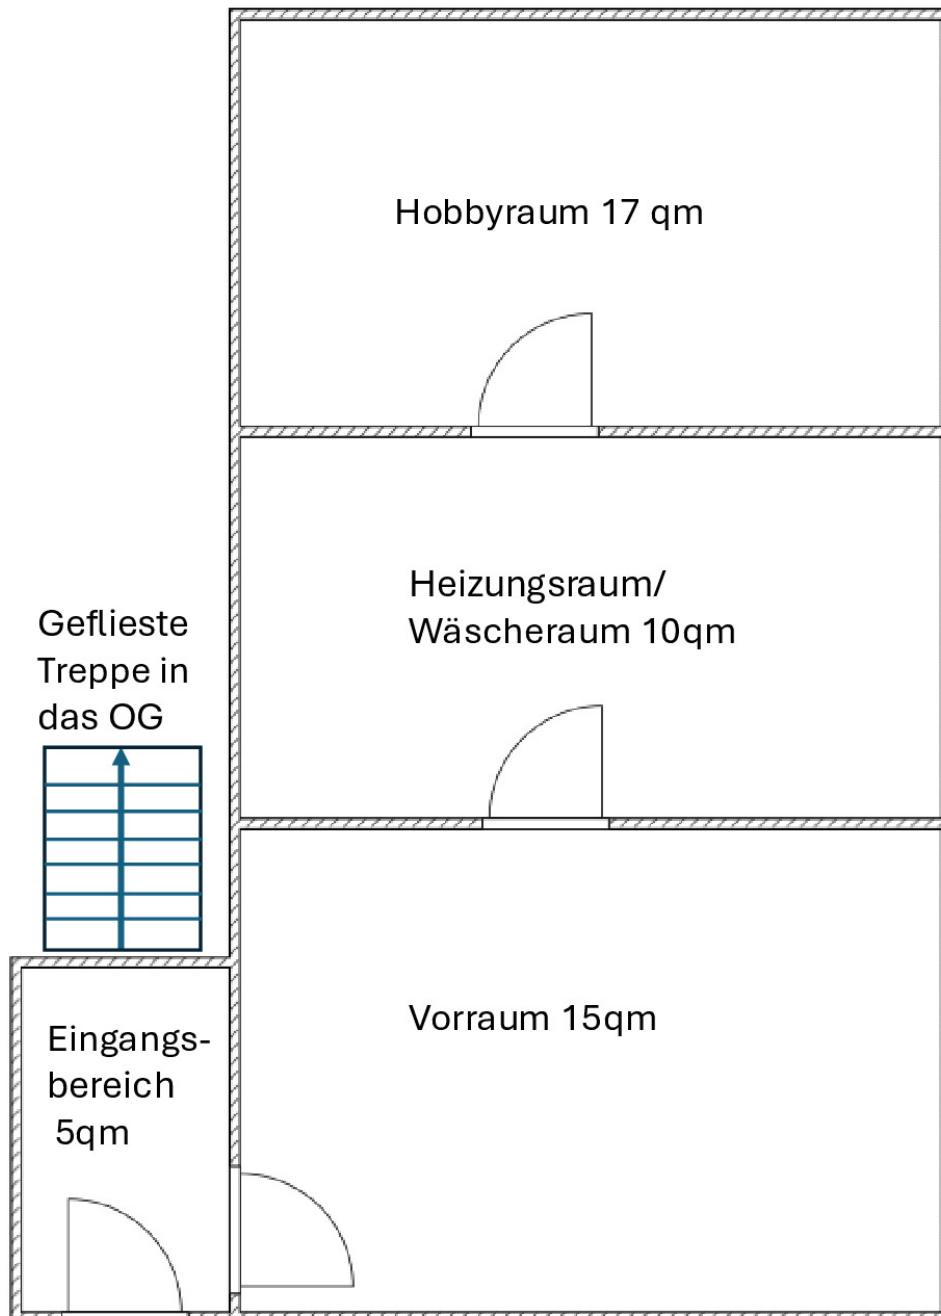 Hobbyraum 17 qm
Heizungsraum/
Wäscheraum 10qm
Geflieste
Treppe in
das OG
Vorraum 15qm
Eingangs-
bereich
5qm